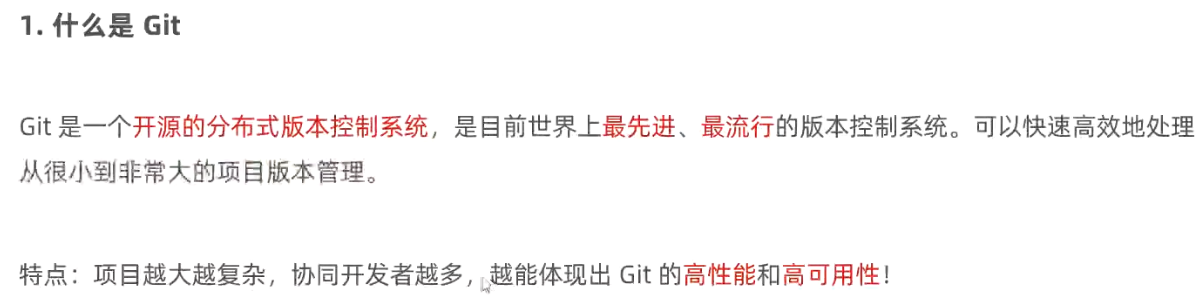 1. 什么是 Git
Git 是一个开源的分布式版本控制系统，是目前世界上最先进、最流行的版本控制系统。可以快速高效地处理
从很小到非常大的项目版本管理。
特点：项目越大越复杂，协同开发者越多，越能体现出 Git 的高性能和高可用性！